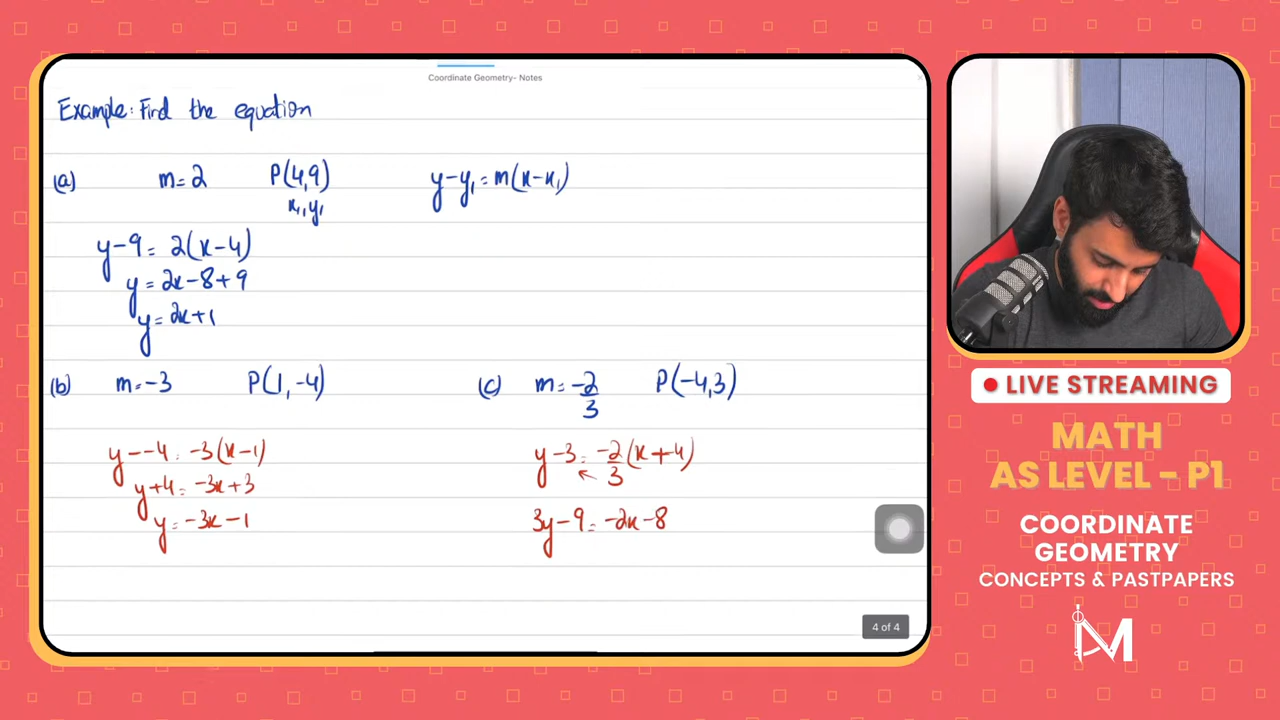 Coordinate Geometry- Notes
Example: Find the equation
(a) m=2 P(4,9) y-y₁=m(x-x₁)
x₁,y₁
y-9=2(x-4)
y=2x-8+9
y=2x+1
(b) m=-3 P(1,-4)
y--4=-3(x-1)
y+4=-3x+3
y=-3x-1
(c) m=-2/3 P(-4,3)
y-3=-2/3(x+4)
3y-9=-2x-8
4 of 4
LIVE STREAMING
MATH
AS LEVEL - P1
COORDINATE
GEOMETRY
CONCEPTS & PASTPAPERS
M